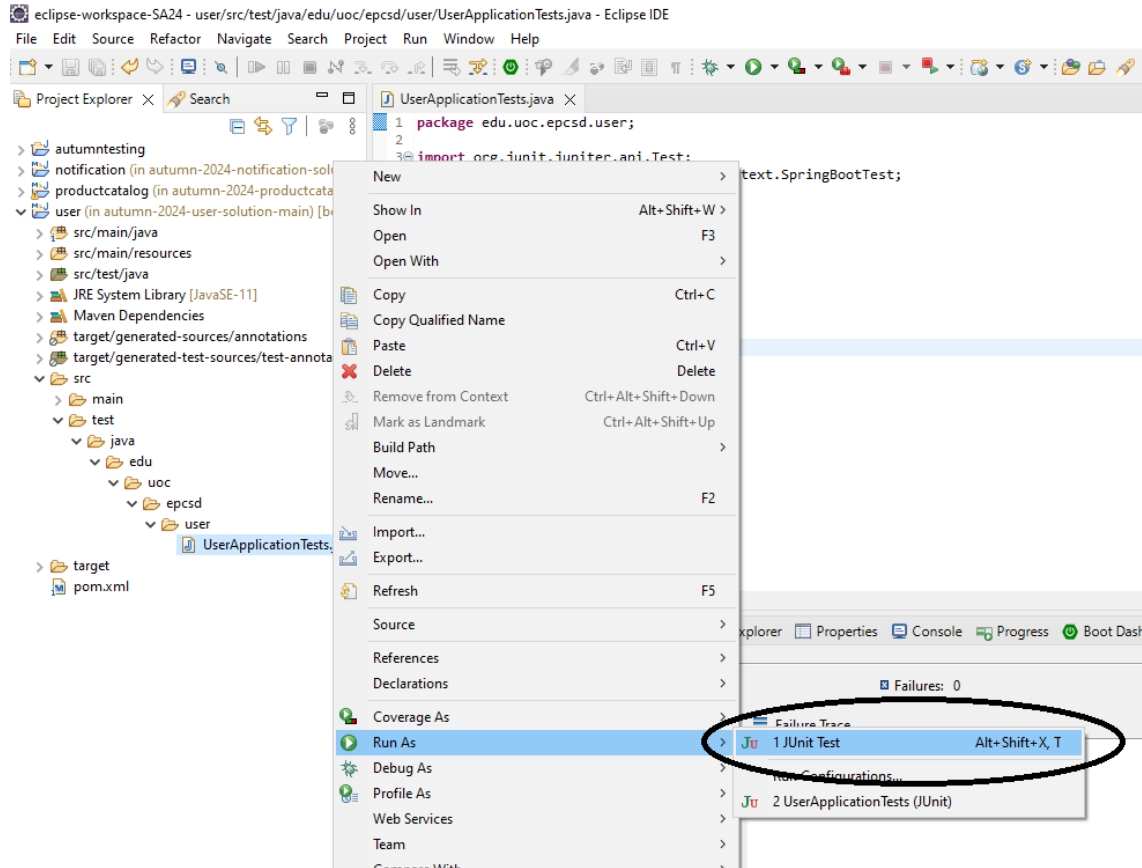 eclipse-workspace-SA24 - user/src/test/java/edu/uoc/epcsd/user/UserApplicationTests.java - Eclipse IDE
File Edit Source Refactor Navigate Search Project Run Window Help
Project Explorer Search
UserApplicationTests.java
autumntesting
notification (in autumn-2024-notification-solu
productcatalog (in autumn-2024-productcata
user (in autumn-2024-user-solution-main) [bo
src/main/java
src/main/resources
src/test/java
JRE System Library [JavaSE-11]
Maven Dependencies
target/generated-sources/annotations
target/generated-test-sources/test-annota
src
main
test
java
edu
uoc
epcsd
user
UserApplicationTests.
target
pom.xml
1 package edu.uoc.epcsd.user;
2
3 import org.junit.jupiter.api.Test;
text.SpringBootTest;
New
Show In Alt+Shift+W
Open F3
Open With
Copy Ctrl+C
Copy Qualified Name
Paste Ctrl+V
Delete Delete
Remove from Context Ctrl+Alt+Shift+Down
Mark as Landmark Ctrl+Alt+Shift+Up
Build Path
Move...
Rename... F2
Import...
Export...
Refresh F5
Source
References
Declarations
Coverage As
Run As
Debug As
Profile As
Web Services
Team
Compare With
xplorer Properties Console Progress Boot Dash
Failures: 0
Failure Trace
1 JUnit Test Alt+Shift+X, T
Run Configurations...
2 UserApplicationTests (JUnit)